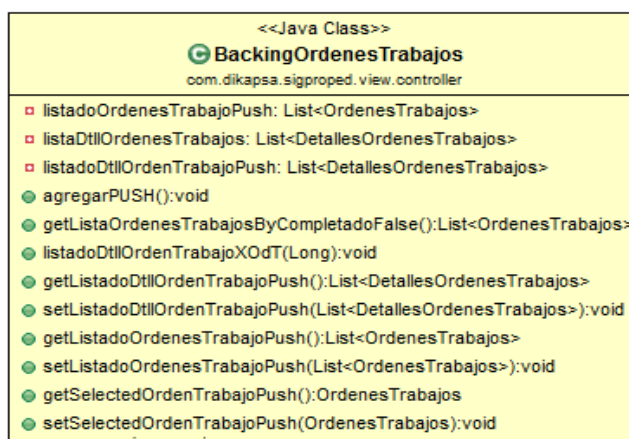 <<Java Class>>
C BackingOrdenesTrabajos
com.dikapsa.sigproped.view.controller
listadoOrdenesTrabajoPush: List<OrdenesTrabajos>
listaDtllOrdenesTrabajos: List<DetallesOrdenesTrabajos>
listadoDtllOrdenTrabajoPush: List<DetallesOrdenesTrabajos>
agregarPUSH():void
getListaOrdenesTrabajosByCompletadoFalse():List<OrdenesTrabajos>
listadoDtllOrdenTrabajoXOdT(Long):void
getListadoDtllOrdenTrabajoPush():List<DetallesOrdenesTrabajos>
setListadoDtllOrdenTrabajoPush(List<DetallesOrdenesTrabajos>):void
getListadoOrdenesTrabajoPush():List<OrdenesTrabajos>
setListadoOrdenesTrabajoPush(List<OrdenesTrabajos>):void
getSelectedOrdenTrabajoPush():OrdenesTrabajos
setSelectedOrdenTrabajoPush(OrdenesTrabajos):void